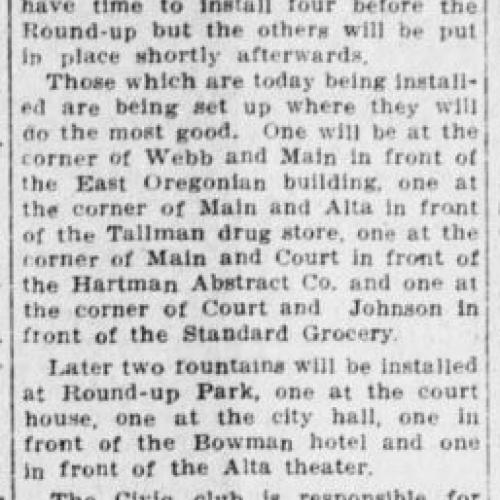 have time to install four before the
Round-up but the others will be put
in place shortly afterwards.
Those which are today being install-
ed are being set up where they will
do the most good. One will be at the
corner of Webb and Main in front of
the East Oregonian building, one at
the corner of Main and Alta in front
of the Tallman drug store, one at the
corner of Main and Court in front of
the Hartman Abstract Co. and one at
the corner of Court and Johnson in
front of the Standard Grocery.
Later two fountains will be installed
at Round-up Park, one at the court
house, one at the city hall, one in
front of the Bowman hotel and one
in front of the Alta theater.
The Civic club is responsible for